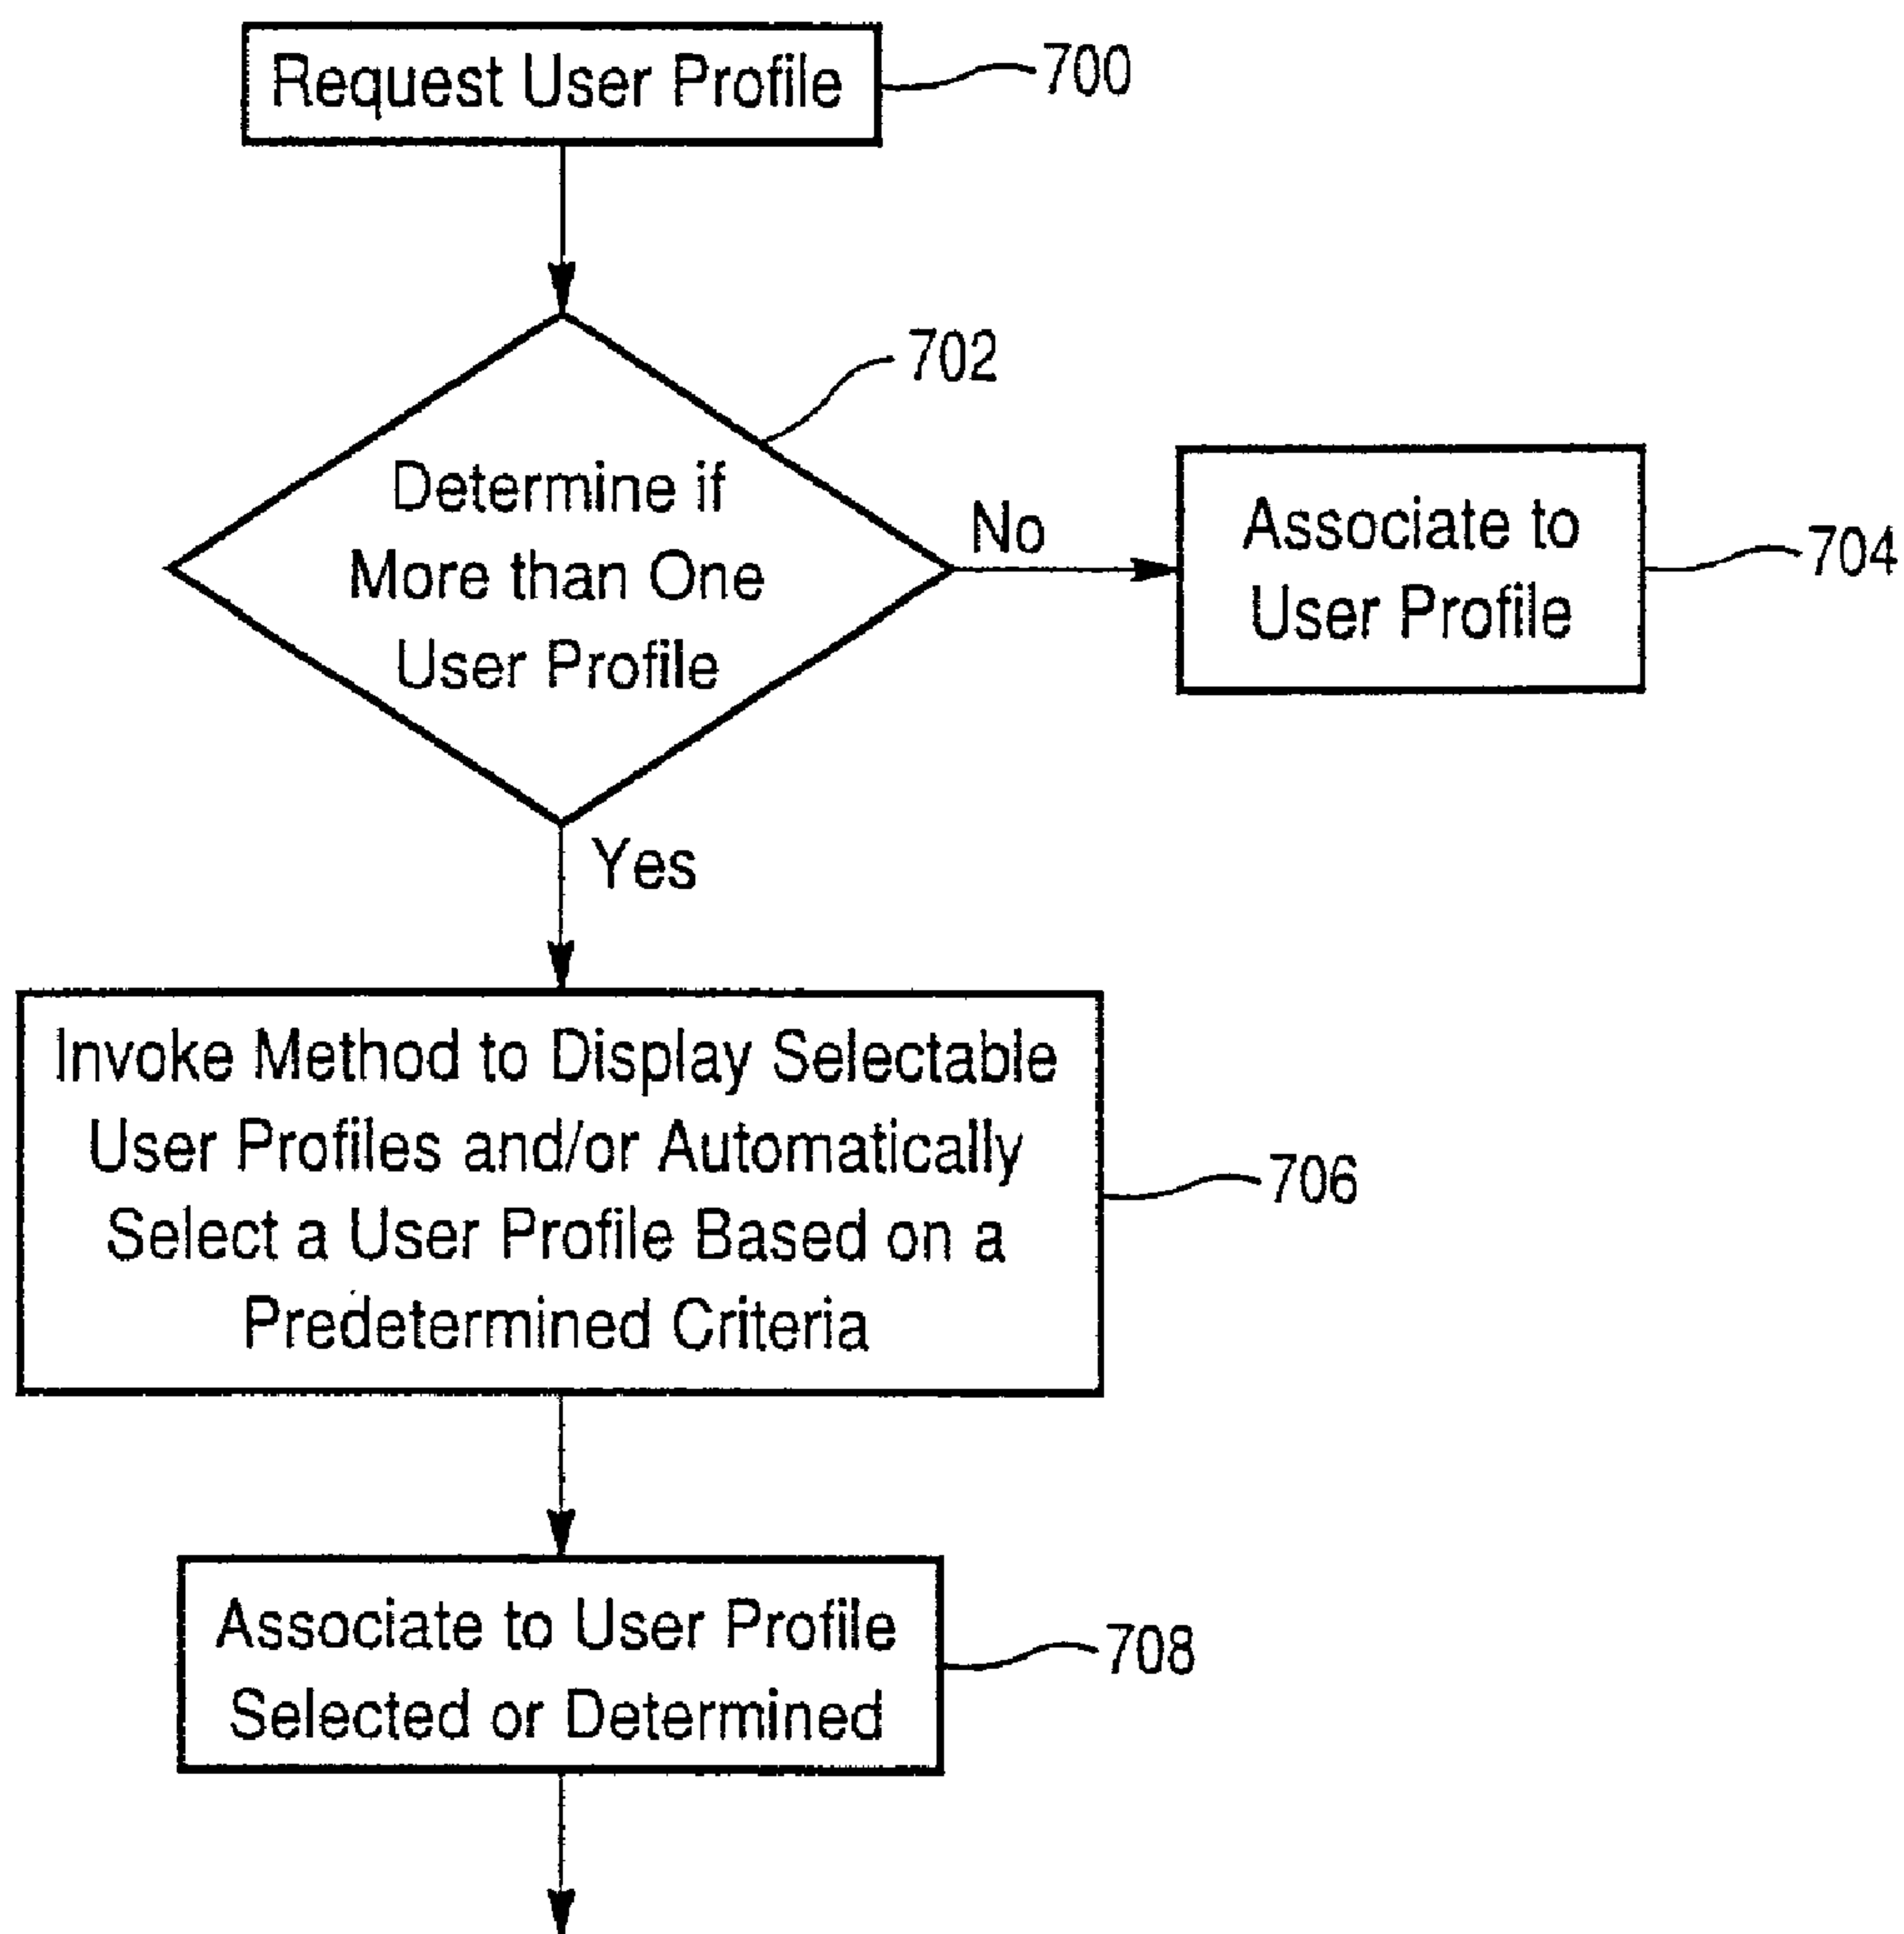 Request User Profile
700
702
Determine if
More than One
User Profile
No
Associate to
User Profile
704
Yes
Invoke Method to Display Selectable
User Profiles and/or Automatically
Select a User Profile Based on a
Predetermined Criteria
706
Associate to User Profile
Selected or Determined
708